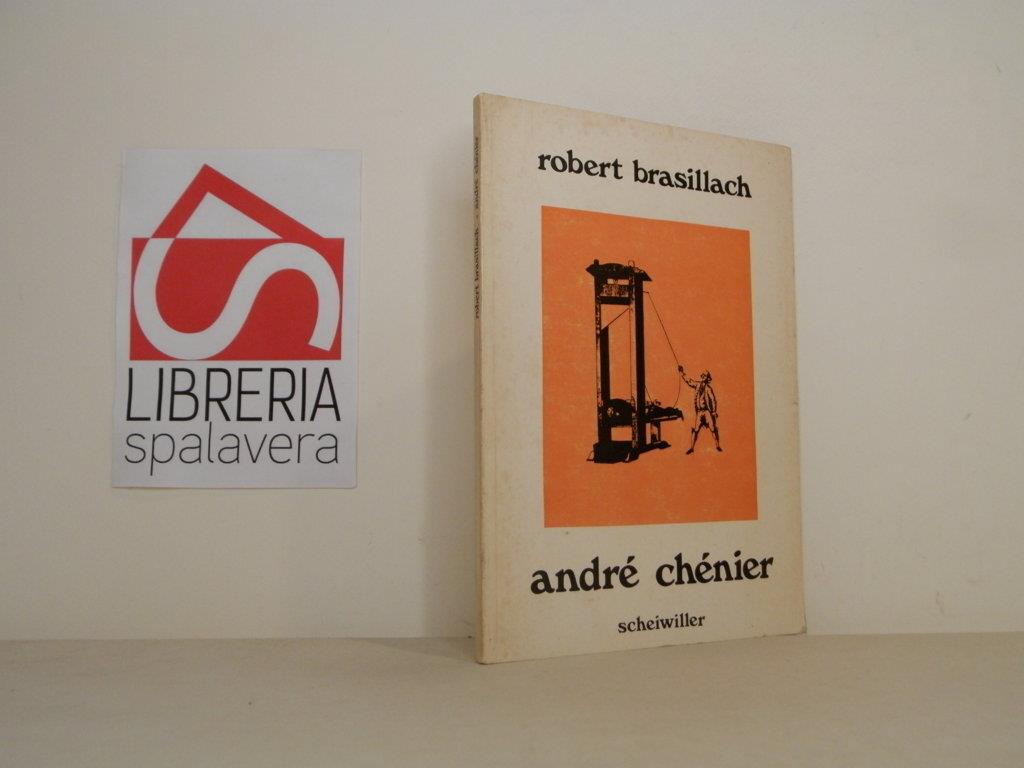 LIBRERIA
spalavera
robert brasillach - andré chénier
robert brasillach
andré chénier
scheiwiller